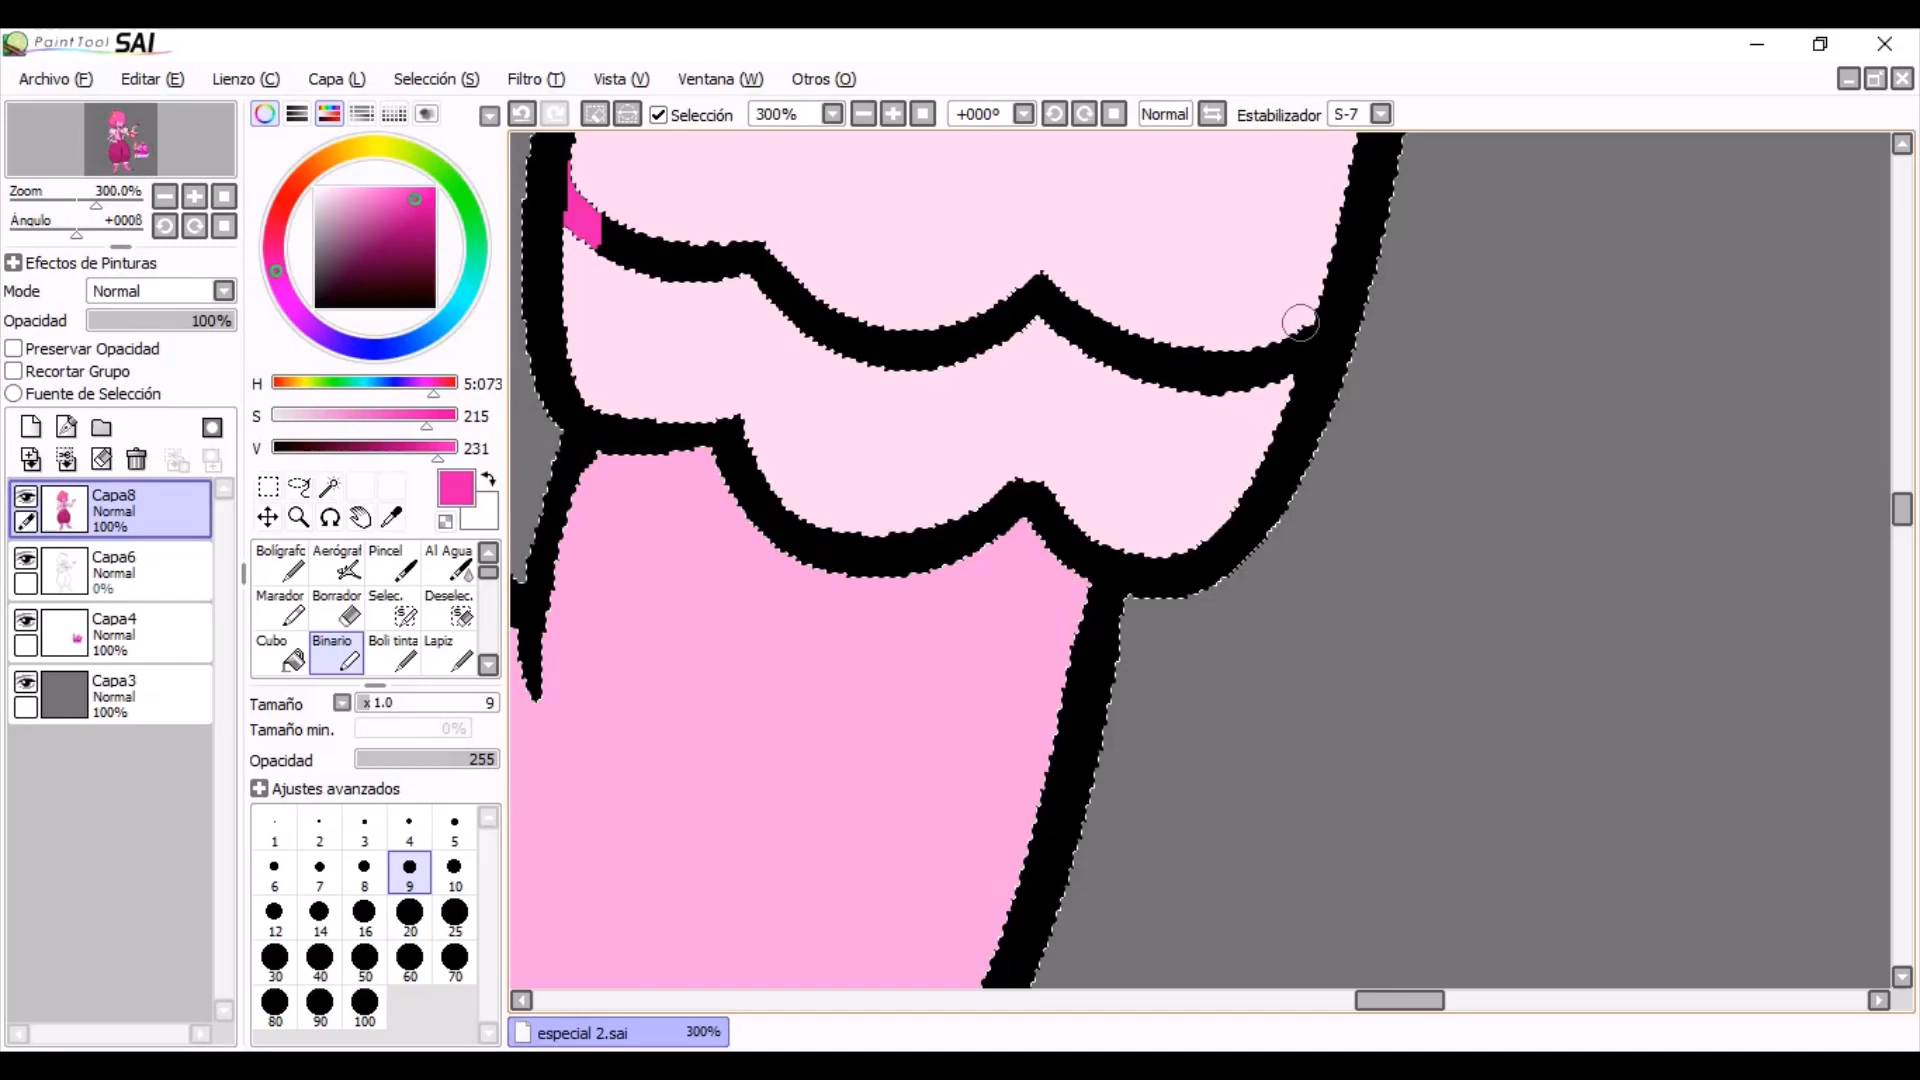 PaintTool SAI
Archivo (F) Editar (E) Lienzo (C) Capa (L) Selección (S) Filtro (T) Vista (V) Ventana (W) Otros (O)
Selección 300% +000º Normal Estabilizador S-7
Zoom 300.0%
Ángulo +000ß
Efectos de Pinturas
Mode Normal
Opacidad 100%
Preservar Opacidad
Recortar Grupo
Fuente de Selección
Capa8
Normal
100%
Capa6
Normal
0%
Capa4
Normal
100%
Capa3
Normal
100%
H 5:073
S 215
V 231
Bolígrafc Aerógraf Pincel Al Agua
Marador Borrador Selec. Deselec.
Cubo Binario Boli tinta Lapiz
Tamaño x 1.0 9
Tamaño min. 0%
Opacidad 255
Ajustes avanzados
1 2 3 4 5
6 7 8 9 10
12 14 16 20 25
30 40 50 60 70
80 90 100
especial 2.sai 300%